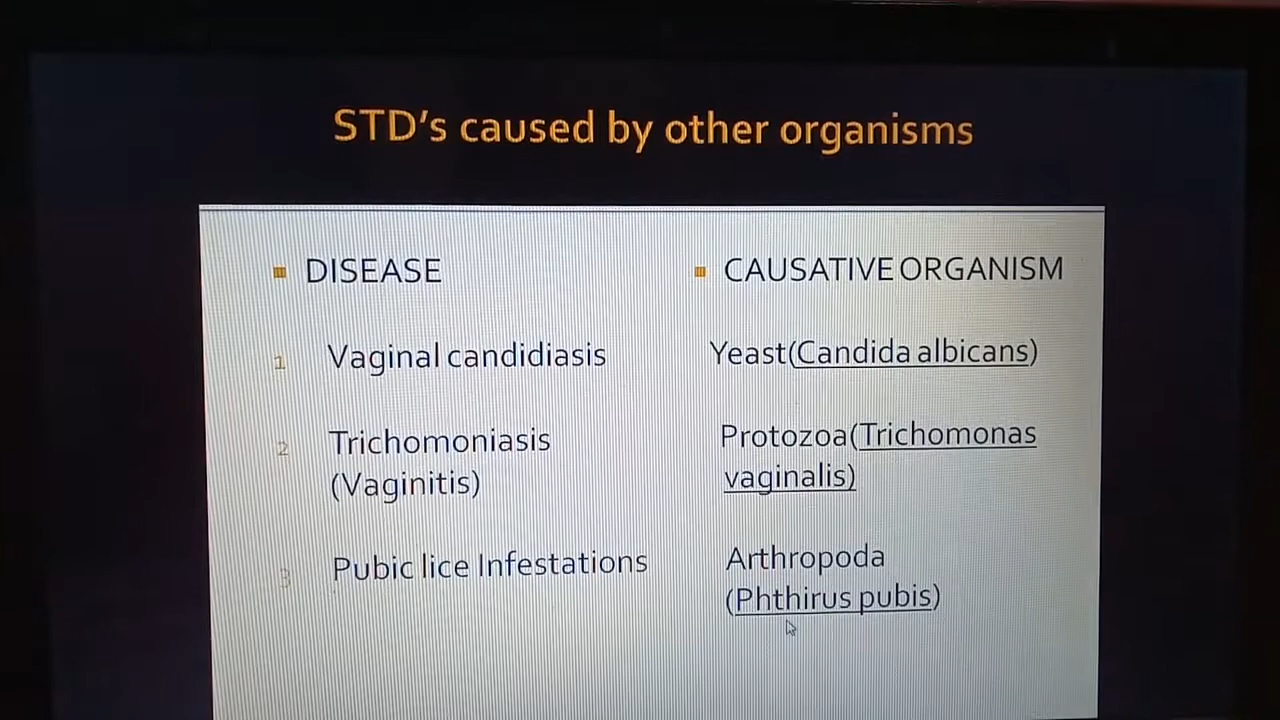 STD's caused by other organisms
DISEASE
CAUSATIVE ORGANISM
1 Vaginal candidiasis
Yeast(Candida albicans)
2 Trichomoniasis
(Vaginitis)
Protozoa(Trichomonas
vaginalis)
3 Pubic lice Infestations
Arthropoda
(Phthirus pubis)